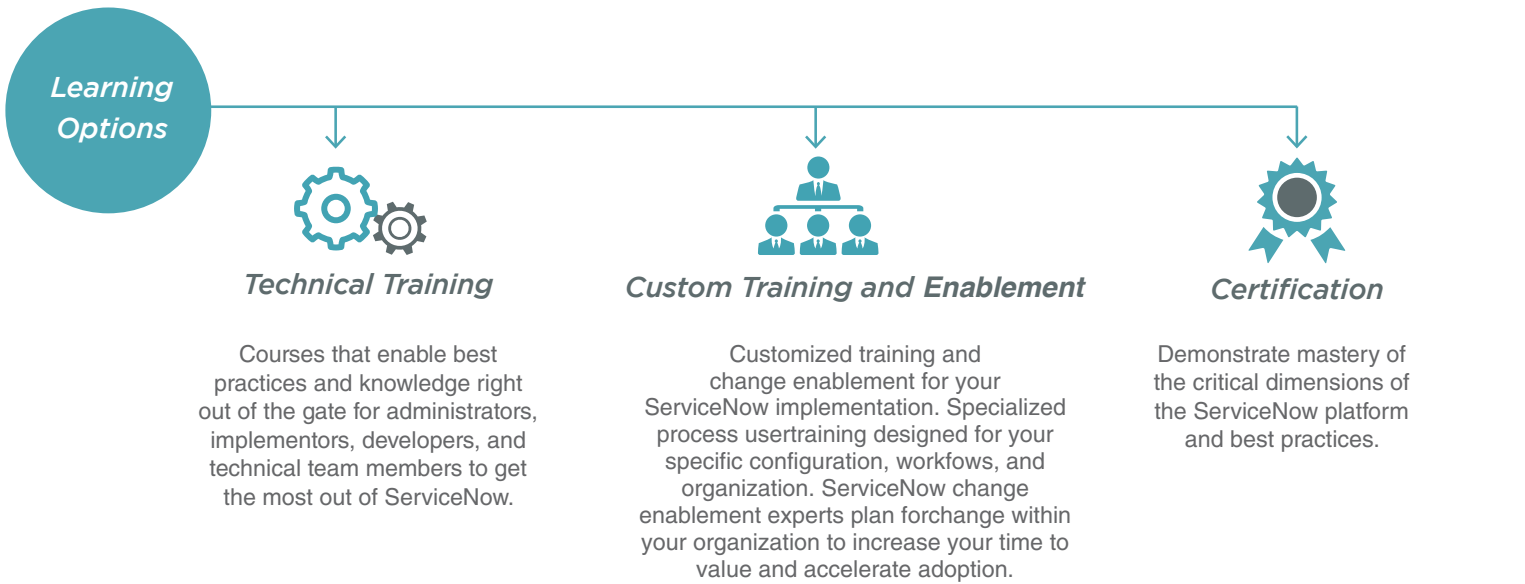 Learning
Options
Technical Training
Courses that enable best
practices and knowledge right
out of the gate for administrators,
implementors, developers, and
technical team members to get
the most out of ServiceNow.
Custom Training and Enablement
Customized training and
change enablement for your
ServiceNow implementation. Specialized
process usertraining designed for your
specific configuration, workfows, and
organization. ServiceNow change
enablement experts plan forchange within
your organization to increase your time to
value and accelerate adoption.
Certification
Demonstrate mastery of
the critical dimensions of
the ServiceNow platform
and best practices.